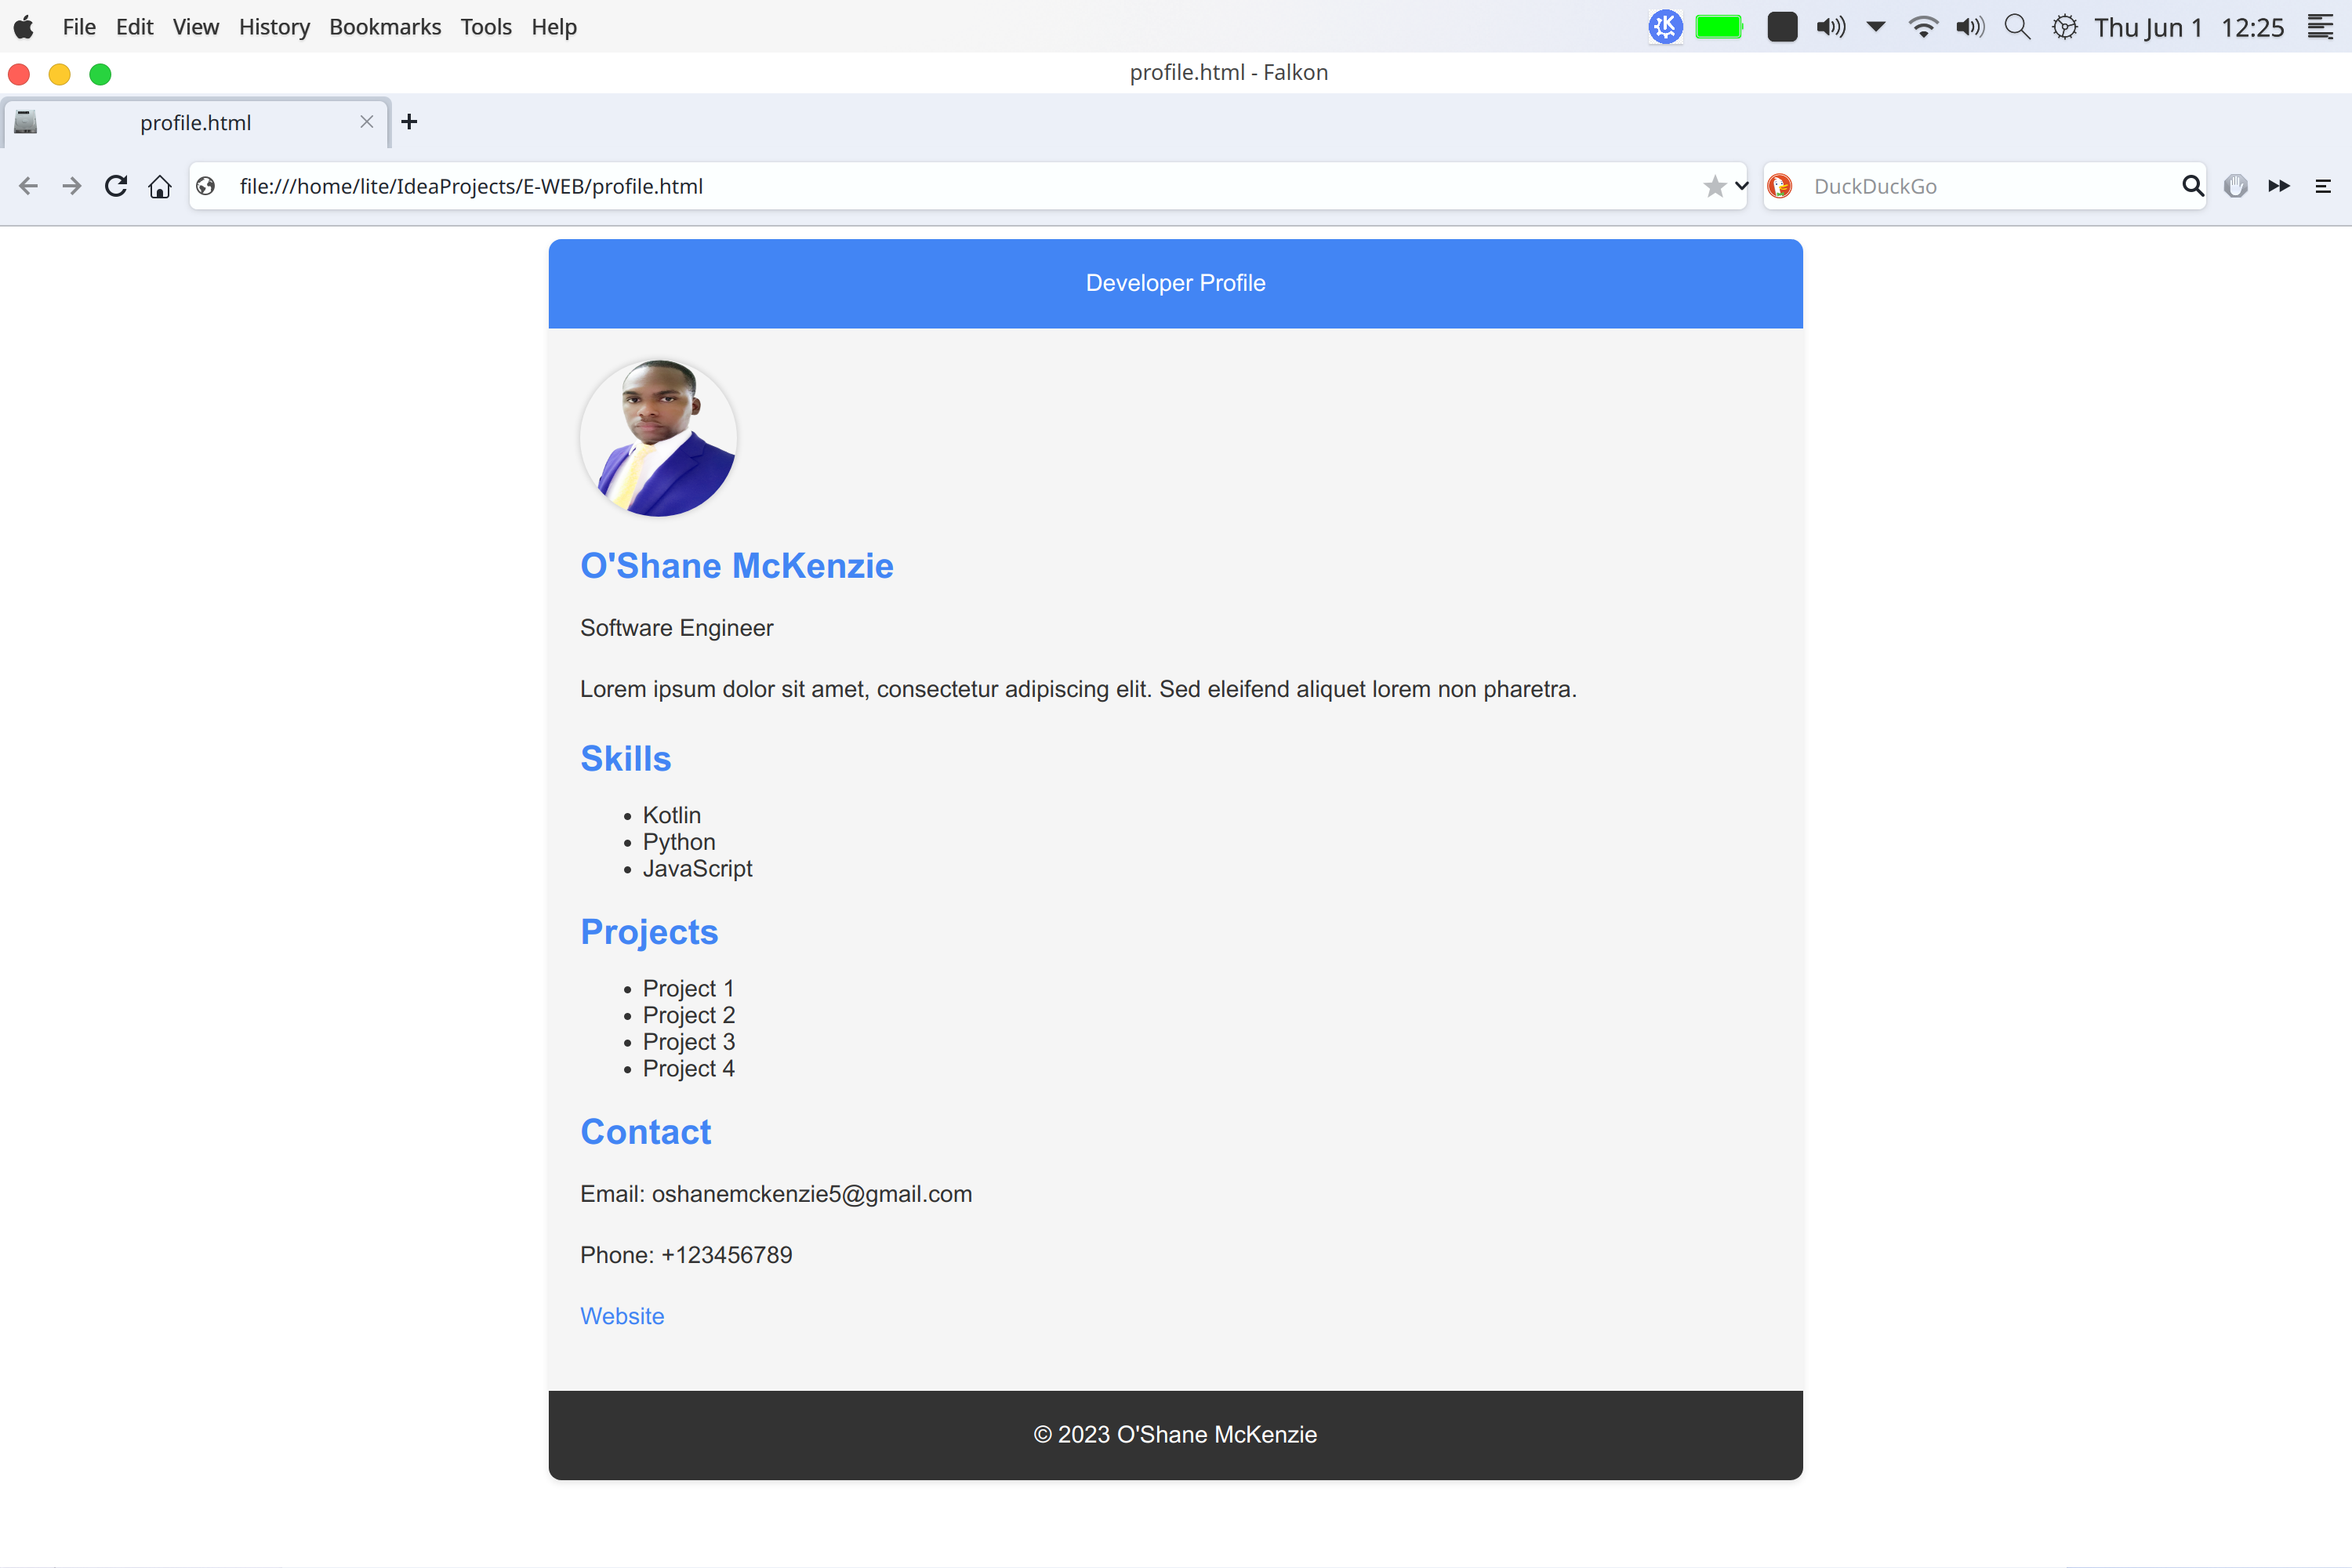 File Edit View History Bookmarks Tools Help
Thu Jun 1 12:25
profile.html - Falkon
profile.html
file:///home/lite/IdeaProjects/E-WEB/profile.html
DuckDuckGo
Developer Profile
O'Shane McKenzie
Software Engineer
Lorem ipsum dolor sit amet, consectetur adipiscing elit. Sed eleifend aliquet lorem non pharetra.
Skills
• Kotlin
• Python
• JavaScript
Projects
• Project 1
• Project 2
• Project 3
• Project 4
Contact
Email: oshanemckenzie5@gmail.com
Phone: +123456789
Website
© 2023 O'Shane McKenzie